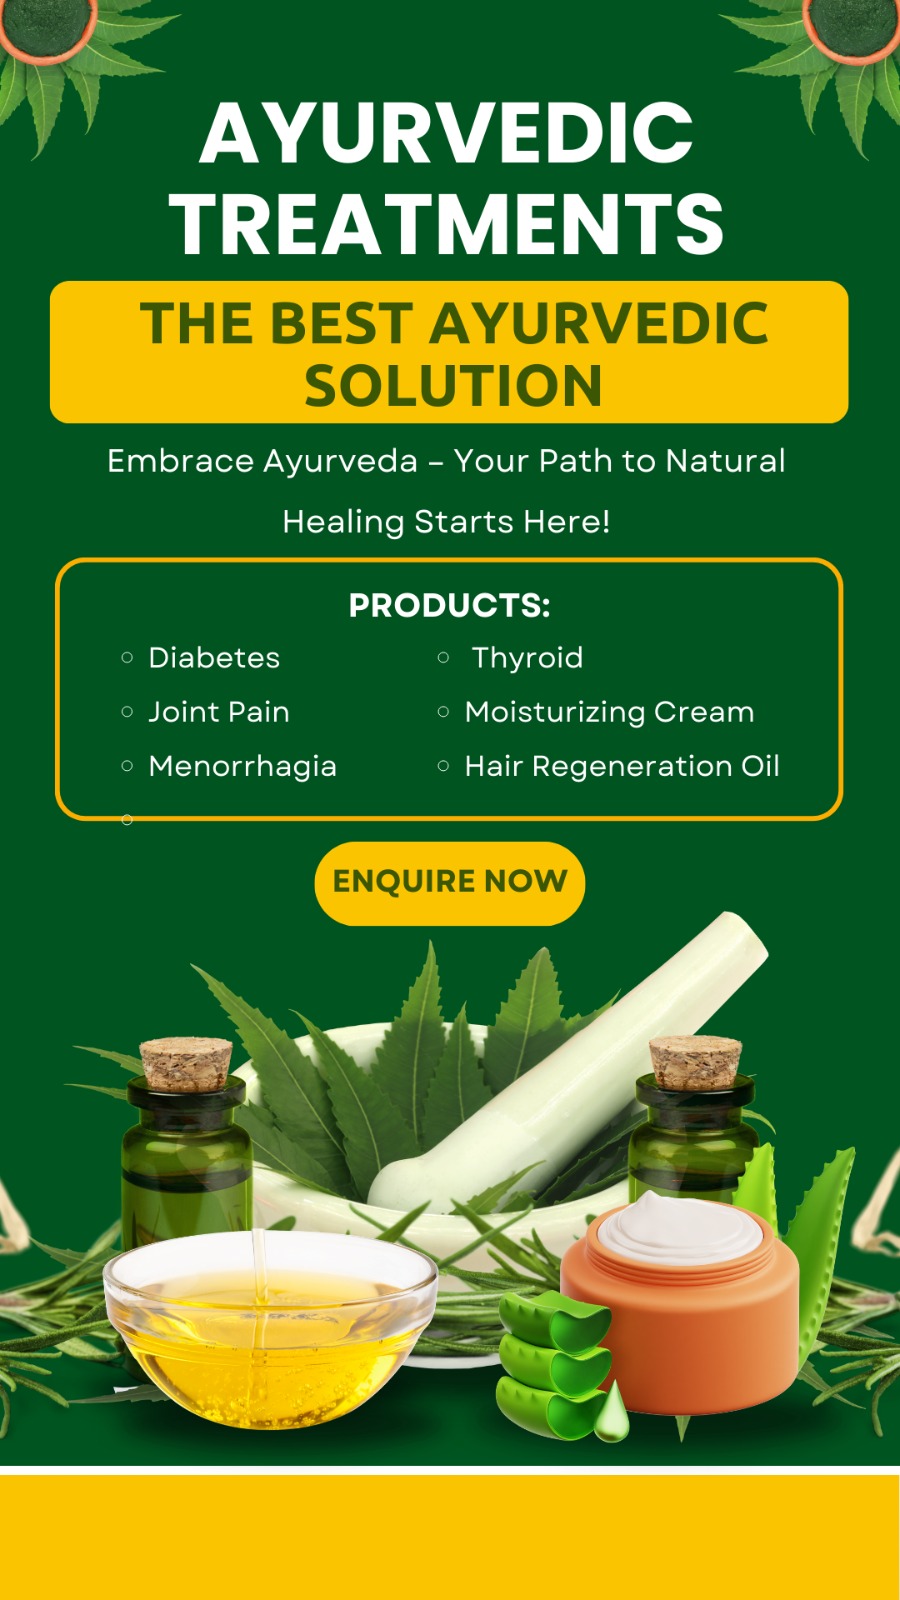 AYURVEDIC
TREATMENTS
THE BEST AYURVEDIC
SOLUTION
Embrace Ayurveda – Your Path to Natural
Healing Starts Here!
PRODUCTS:
Diabetes
Joint Pain
Menorrhagia
Thyroid
Moisturizing Cream
Hair Regeneration Oil
ENQUIRE NOW